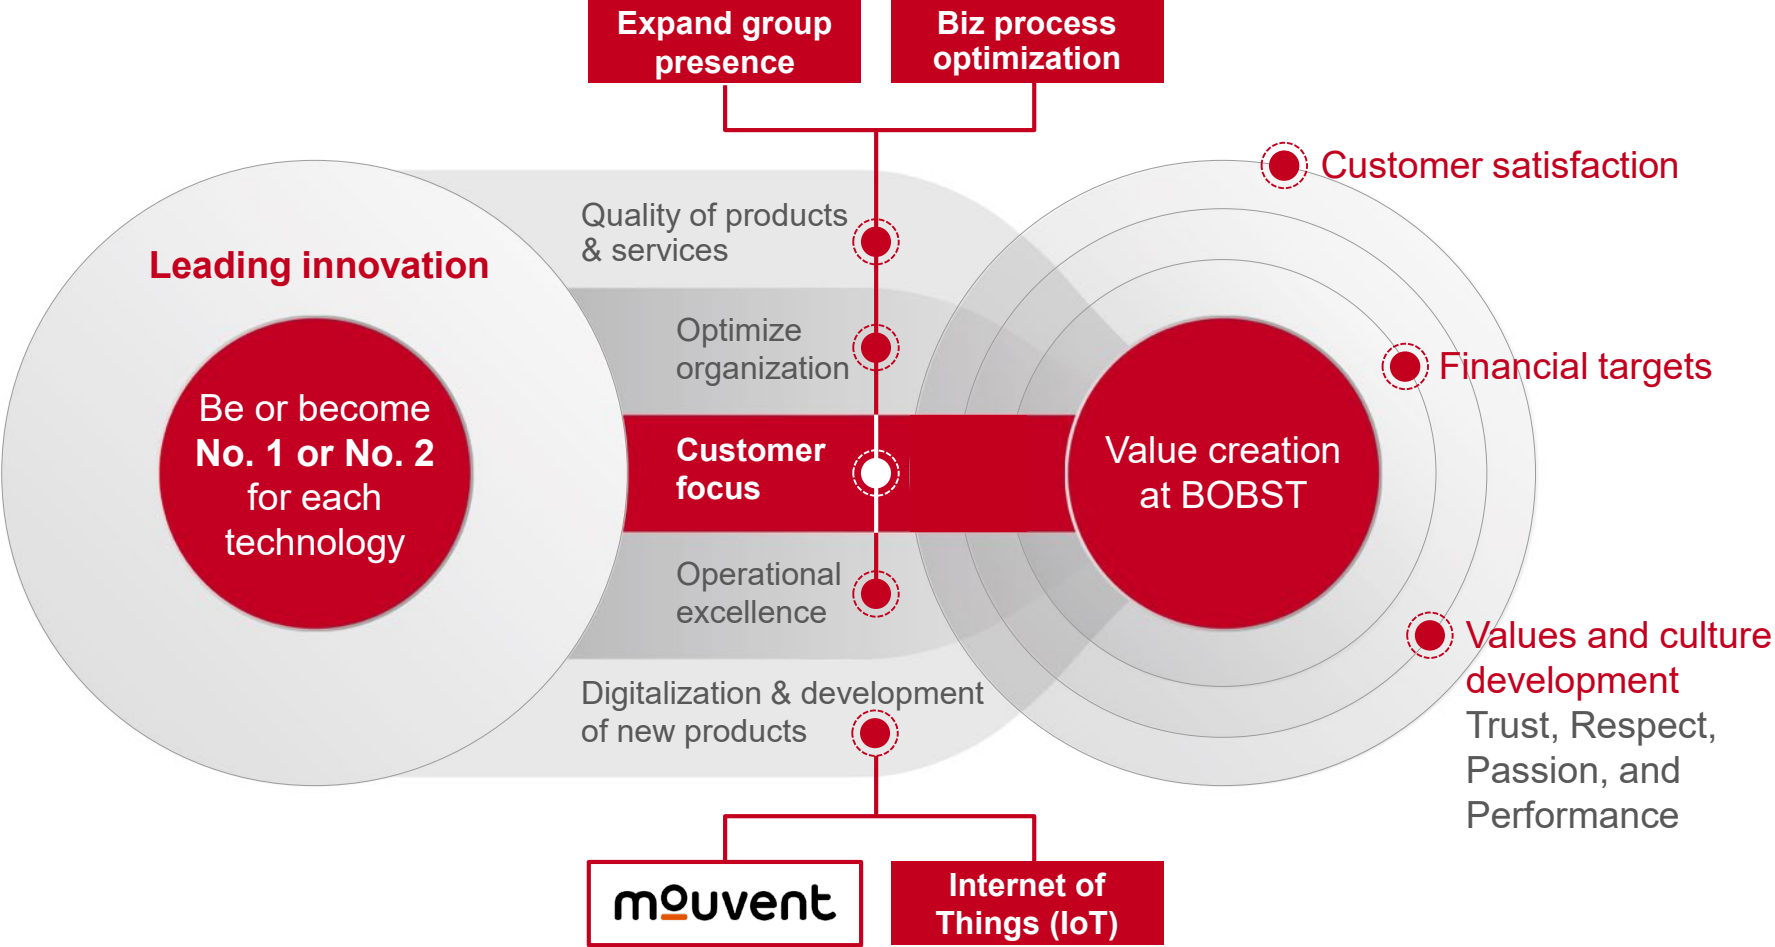 Expand group
presence
Biz process
optimization
Customer satisfaction
Quality of products
& services
Leading innovation
Optimize
organization
Financial targets
Be or become
No. 1 or No. 2
for each
technology
Customer
focus
Value creation
at BOBST
Operational
excellence
Values and culture
development
Trust, Respect,
Passion, and
Performance
Digitalization & development
of new products
mouvent
Internet of
Things (IoT)